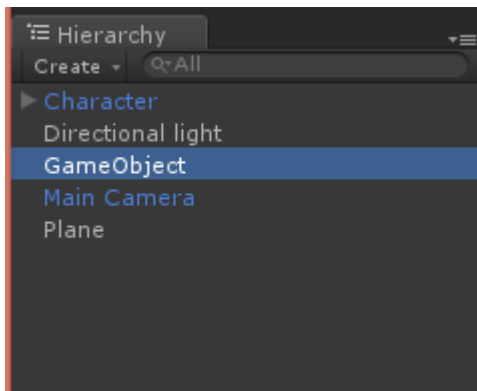 Hierarchy
Create All
Character
Directional light
GameObject
Main Camera
Plane